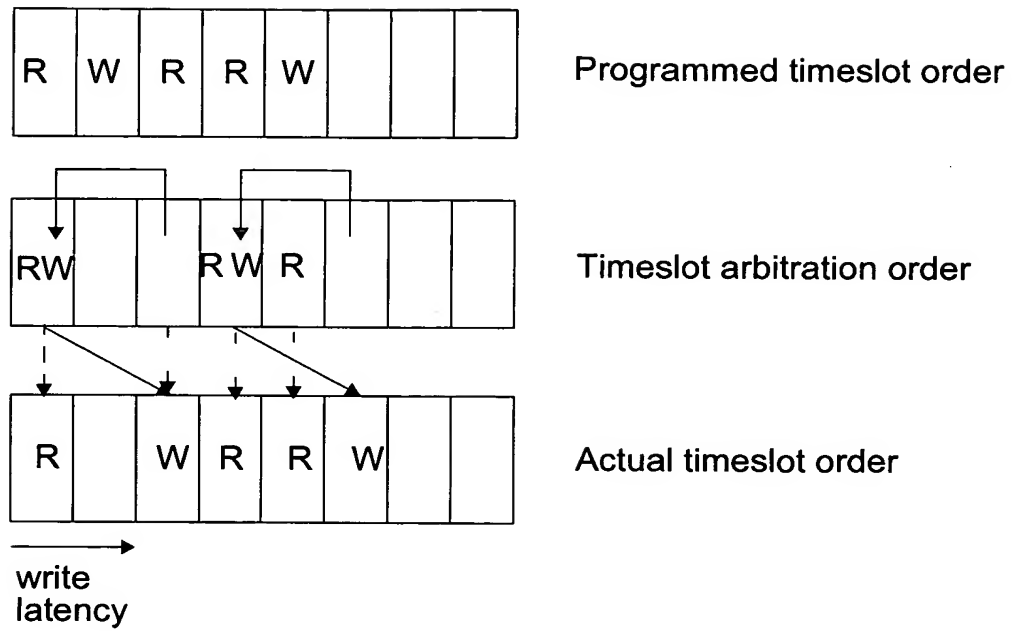 R W R R W Programmed timeslot order
RW RW R Timeslot arbitration order
R W R R W Actual timeslot order
write
latency